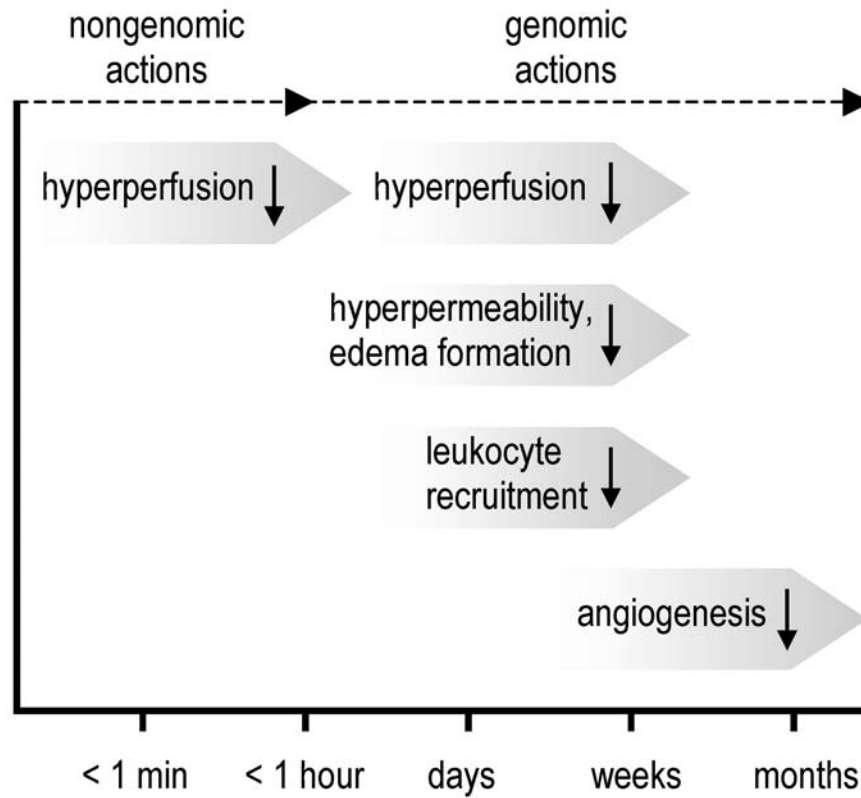 nongenomic
actions
genomic
actions
hyperperfusion
hyperperfusion
hyperpermeability,
edema formation
leukocyte
recruitment
angiogenesis
< 1 min
< 1 hour
days
weeks
months